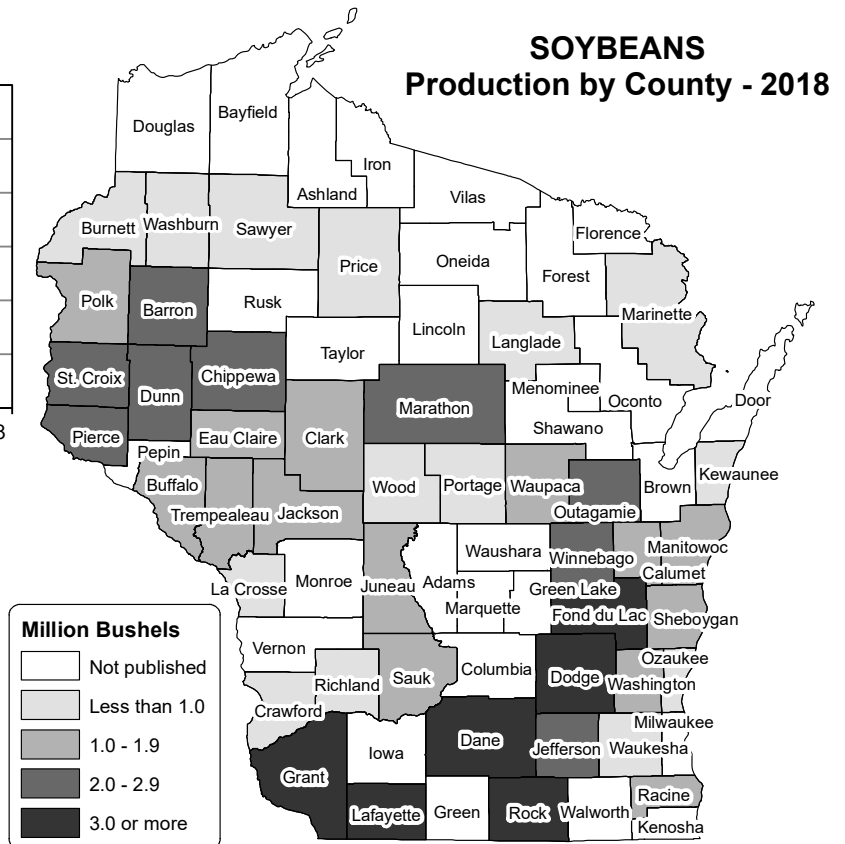 SOYBEANS
Production by County - 2018
Douglas
Bayfield
Iron
Ashland
Vilas
Burnett
Washburn
Sawyer
Florence
Price
Oneida
Forest
Polk
Barron
Rusk
Marinette
Lincoln
Langlade
Taylor
St. Croix
Dunn
Chippewa
Menominee
Oconto
Door
Marathon
Shawano
Pierce
Eau Claire
Clark
Pepin
3
Kewaunee
Buffalo
Wood
Portage
Waupaca
Brown
Outagamie
Trempealeau
Jackson
Manitowoc
Waushara
Winnebago
Calumet
La Crosse
Monroe
Juneau
Adams
Green Lake
Marquette
Fond du Lac
Sheboygan
Vernon
Ozaukee
Columbia
Dodge
Washington
Richland
Sauk
Crawford
Milwaukee
Iowa
Dane
Jefferson
Waukesha
Grant
Racine
Lafayette
Green
Rock
Walworth
Kenosha
Million Bushels
Not published
Less than 1.0
1.0 - 1.9
2.0 - 2.9
3.0 or more